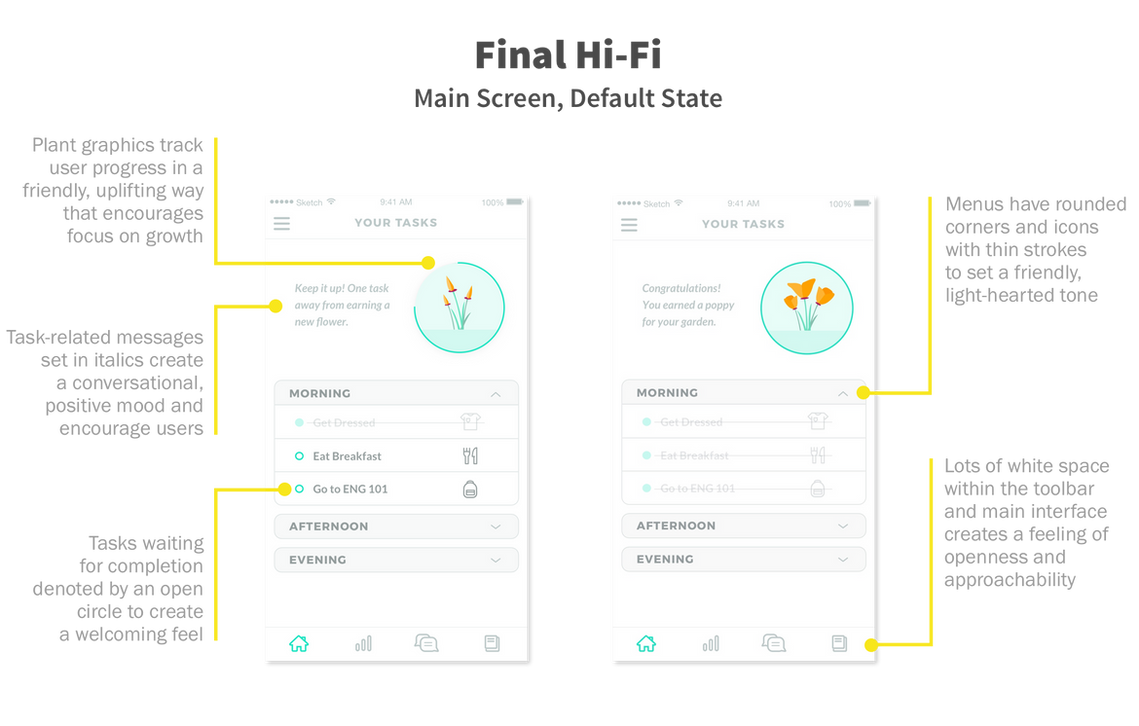 Final Hi-Fi
Main Screen, Default State
Plant graphics track
user progress in a
friendly, uplifting way
that encourages
focus on growth
Task-related messages
set in italics create
a conversational,
positive mood and
encourage users
Tasks waiting
for completion
denoted by an open
circle to create
a welcoming feel
Sketch 9:41 AM 100%
YOUR TASKS
Keep it up! One task
away from earning a
new flower.
MORNING
Get Dressed
Eat Breakfast
Go to ENG 101
AFTERNOON
EVENING
Sketch 9:41 AM 100%
YOUR TASKS
Congratulations!
You earned a poppy
for your garden.
MORNING
Get Dressed
Eat Breakfast
Go to ENG 101
AFTERNOON
EVENING
Menus have rounded
corners and icons
with thin strokes
to set a friendly,
light-hearted tone
Lots of white space
within the toolbar
and main interface
creates a feeling of
openness and
approachability